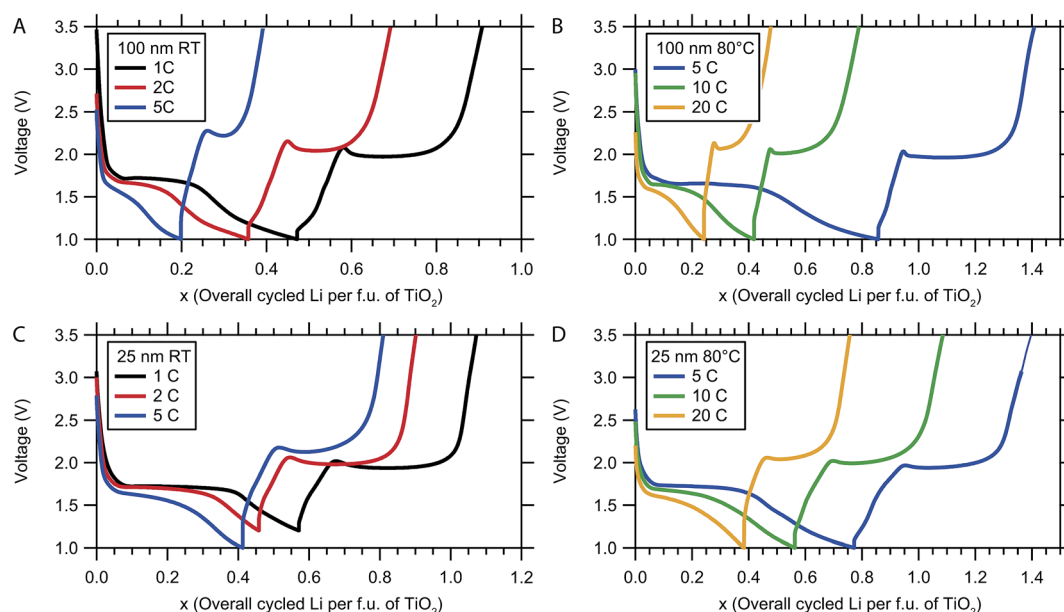 A
3.5
3.0
2.5
2.0
1.5
1.0
Voltage (V)
100 nm RT
1C
2C
5C
0.0 0.2 0.4 0.6 0.8 1.0
x (Overall cycled Li per f.u. of TiO₂)
B
3.5
3.0
2.5
2.0
1.5
1.0
Voltage (V)
100 nm 80°C
5 C
10 C
20 C
0.0 0.2 0.4 0.6 0.8 1.0 1.2 1.4
x (Overall cycled Li per f.u. of TiO₂)
C
3.5
3.0
2.5
2.0
1.5
1.0
Voltage (V)
25 nm RT
1 C
2 C
5 C
0.0 0.2 0.4 0.6 0.8 1.0 1.2
x (Overall cycled Li per f.u. of TiO₂)
D
3.5
3.0
2.5
2.0
1.5
1.0
Voltage (V)
25 nm 80°C
5 C
10 C
20 C
0.0 0.2 0.4 0.6 0.8 1.0 1.2 1.4
x (Overall cycled Li per f.u. of TiO₂)